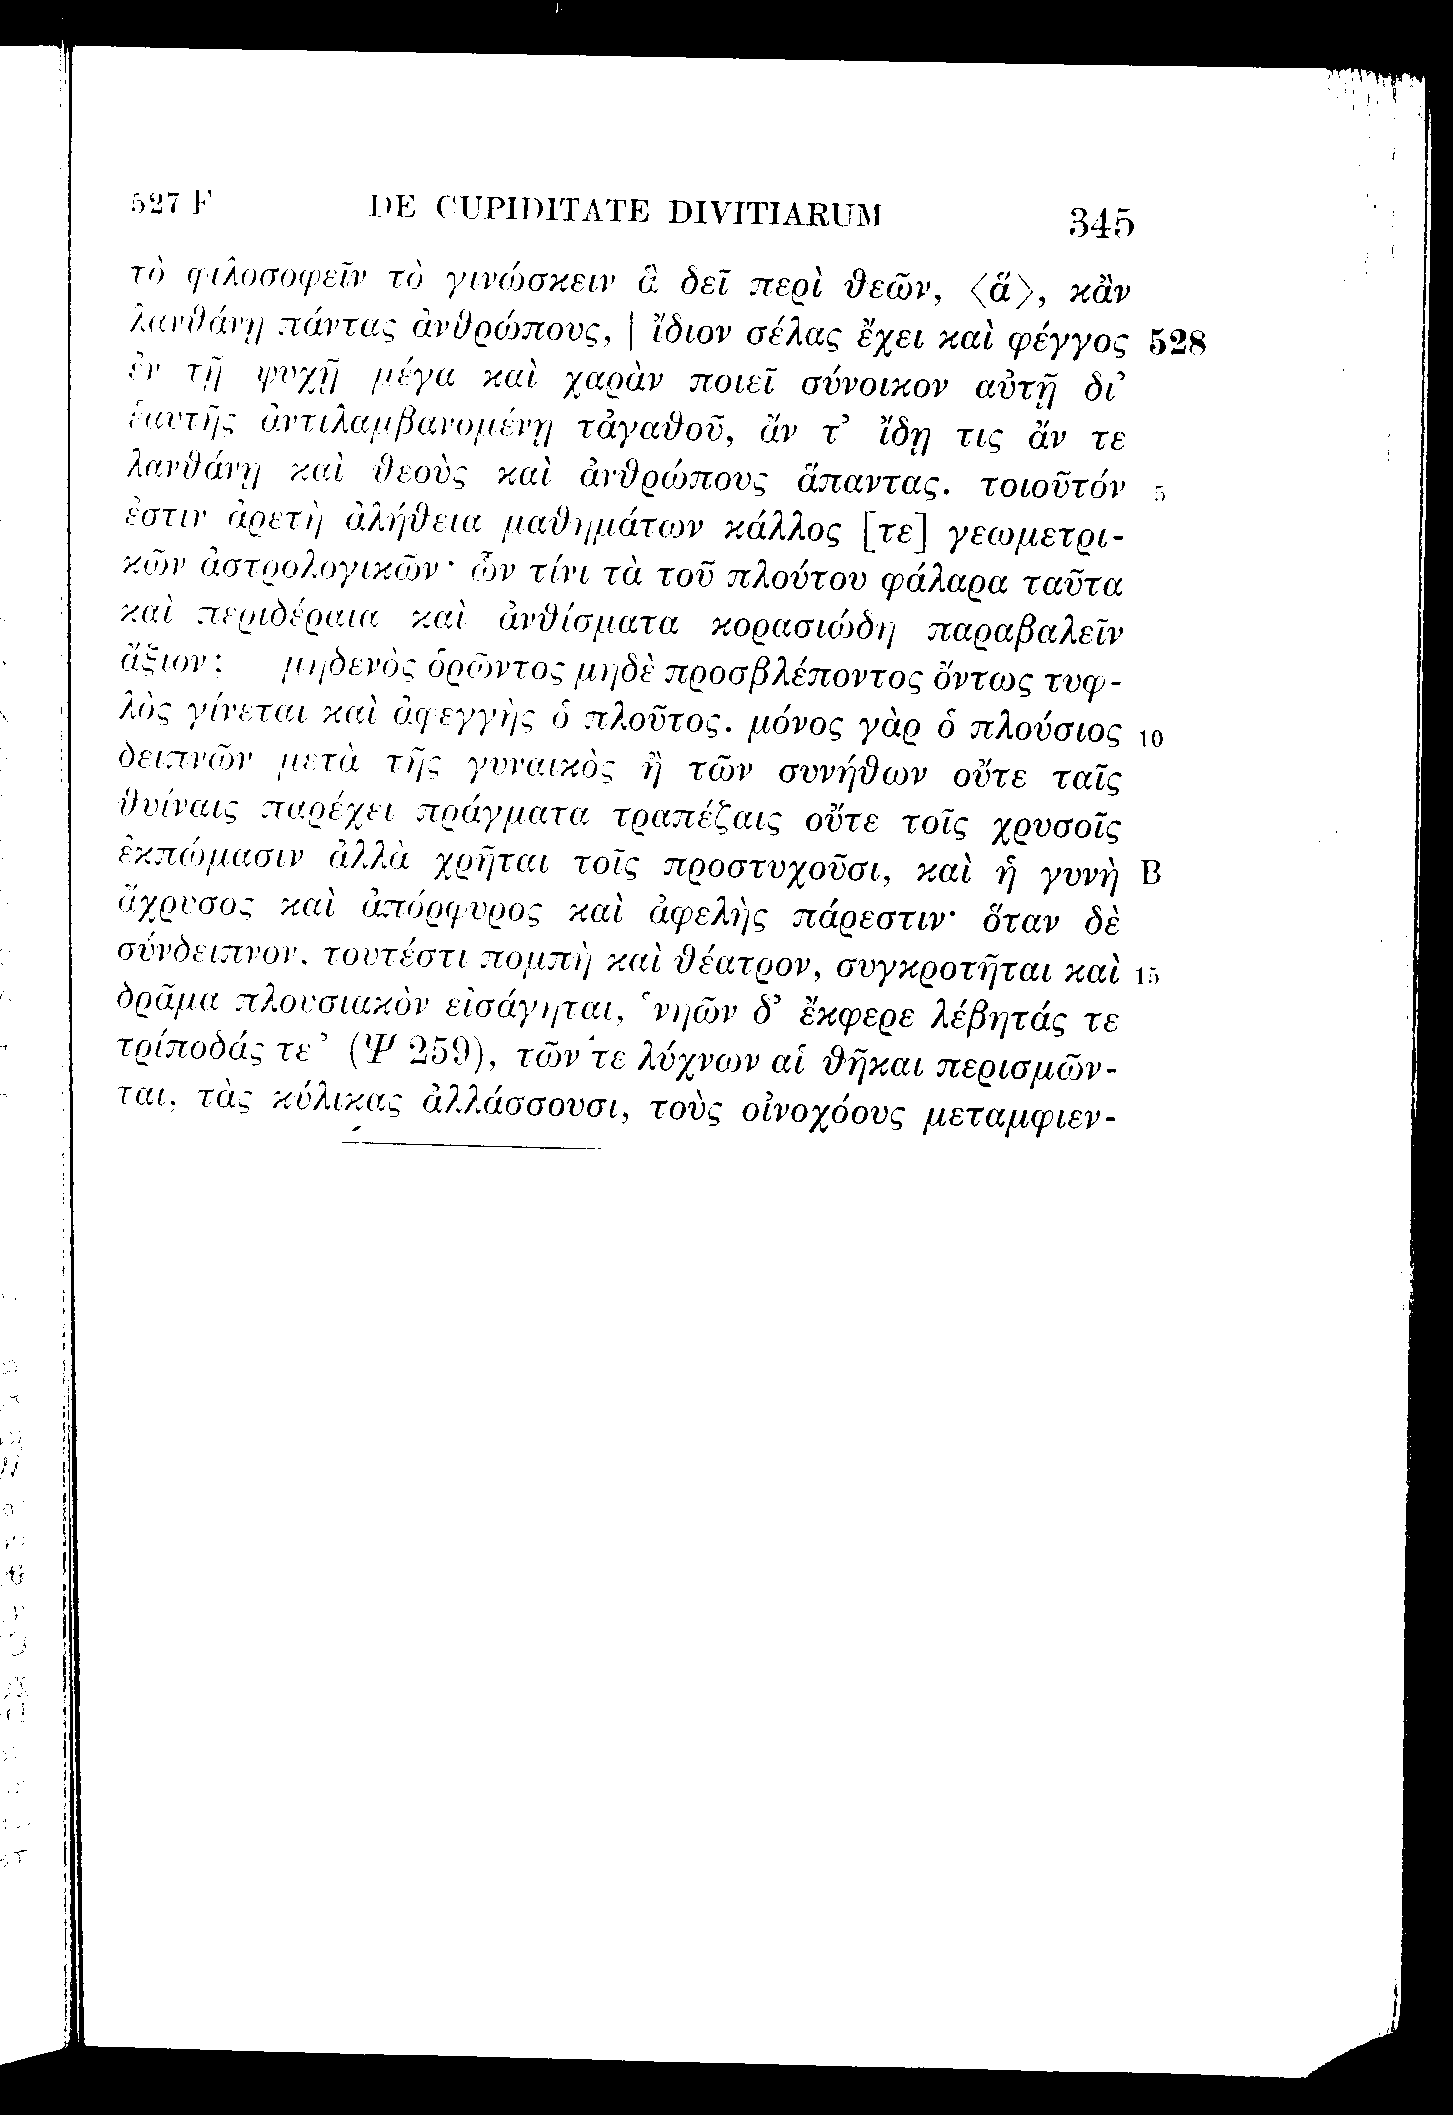 527 F DE CUPIDITATE DIVITIARUM 345
τὸ φιλοσοφεῖν τὸ γινώσκειν ἃ δεῖ περὶ θεῶν, ⟨ἅ⟩, κἂν
λανθάνῃ πάντας ἀνθρώπους, | ἴδιον σέλας ἔχει καὶ φέγγος 528
ἐν τῇ ψυχῇ μέγα καὶ χαρὰν ποιεῖ σύνοικον αὐτῇ δι’
ἑαυτῆς ἀντιλαμβανομένῃ τἀγαθοῦ, ἄν τ’ ἴδῃ τις ἄν τε
λανθάνῃ καὶ θεοὺς καὶ ἀνθρώπους ἅπαντας. τοιοῦτόν 5
ἐστιν ἀρετὴ ἀλήθεια μαθημάτων κάλλος [τε] γεωμετρι-
κῶν ἀστρολογικῶν· ὧν τίνι τὰ τοῦ πλούτου φάλαρα ταῦτα
καὶ περιδέραια καὶ ἀνθίσματα κορασιώδη παραβαλεῖν
ἄξιον; μηδενὸς ὁρῶντος μηδὲ προσβλέποντος ὄντως τυφ-
λὸς γίνεται καὶ ἀφεγγὴς ὁ πλοῦτος. μόνος γὰρ ὁ πλούσιος 10
δειπνῶν μετὰ τῆς γυναικὸς ἢ τῶν συνήθων οὔτε ταῖς
θυίναις παρέχει πράγματα τραπέζαις οὔτε τοῖς χρυσοῖς
ἐκπώμασιν ἀλλὰ χρῆται τοῖς προστυχοῦσι, καὶ ἡ γυνὴ B
ἄχρυσος καὶ ἀπόρφυρος καὶ ἀφελὴς πάρεστιν· ὅταν δὲ
σύνδειπνον, τουτέστι πομπὴ καὶ θέατρον, συγκροτῆται καὶ 15
δρᾶμα πλουσιακὸν εἰσάγηται, ‘νηῶν δ’ ἔκφερε λέβητάς τε
τρίποδάς τε’ (Ψ 259), τῶν τε λύχνων αἱ θῆκαι περισμῶν-
ται, τὰς κύλικας ἀλλάσσουσι, τοὺς οἰνοχόους μεταμφιεν-